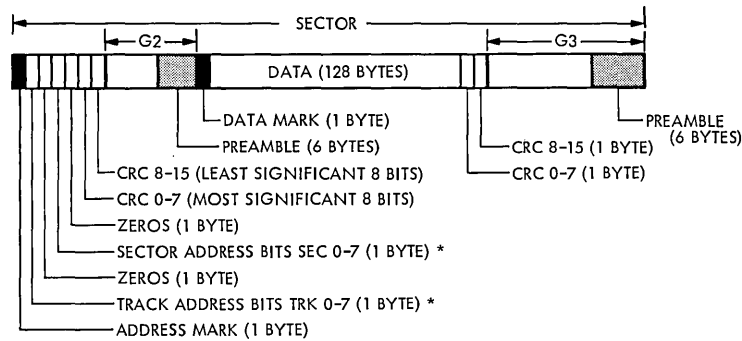 SECTOR
G2
G3
DATA (128 BYTES)
DATA MARK (1 BYTE)
PREAMBLE (6 BYTES)
PREAMBLE
(6 BYTES)
CRC 8-15 (1 BYTE)
CRC 0-7 (1 BYTE)
CRC 8-15 (LEAST SIGNIFICANT 8 BITS)
CRC 0-7 (MOST SIGNIFICANT 8 BITS)
ZEROS (1 BYTE)
SECTOR ADDRESS BITS SEC 0-7 (1 BYTE) *
ZEROS (1 BYTE)
TRACK ADDRESS BITS TRK 0-7 (1 BYTE) *
ADDRESS MARK (1 BYTE)